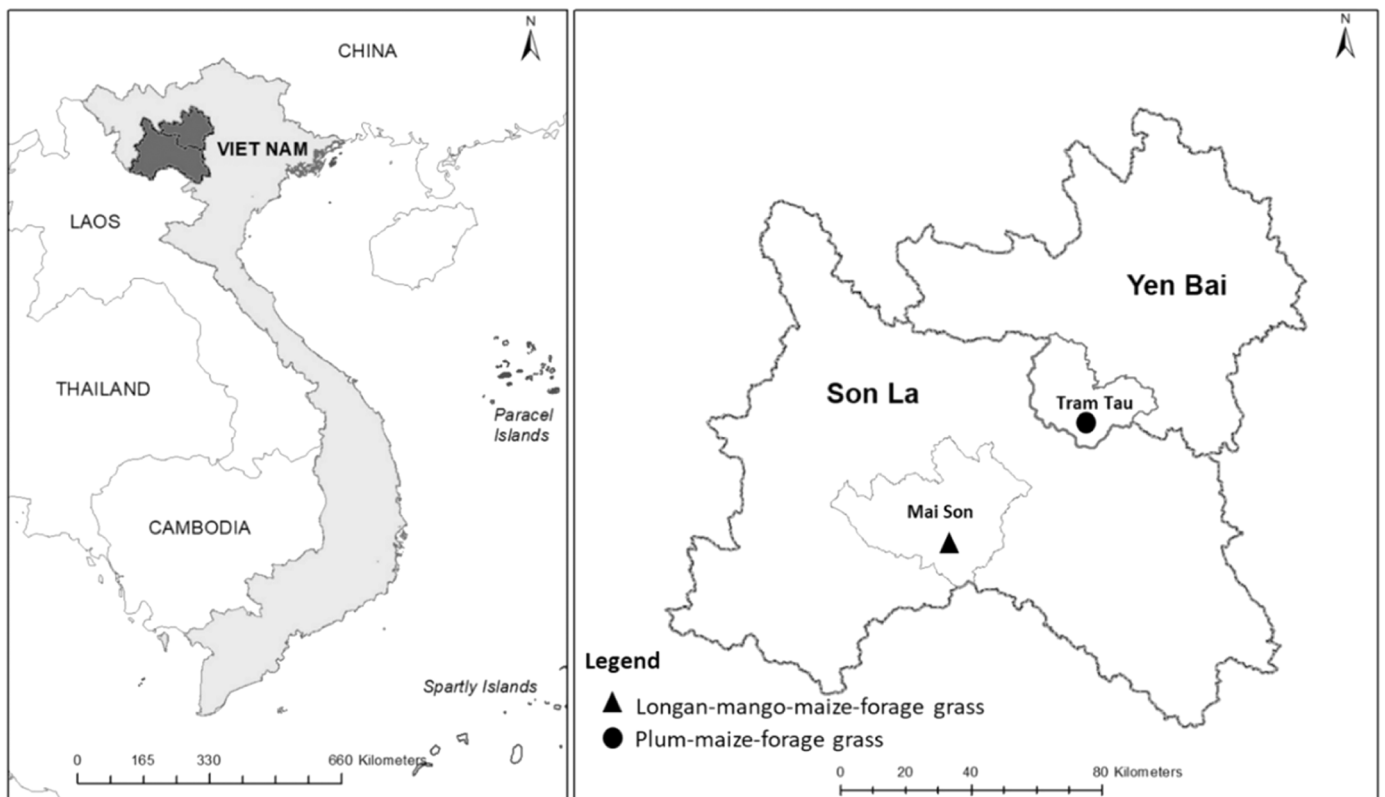 N
CHINA
VIET NAM
LAOS
THAILAND
Paracel
Islands
CAMBODIA
Spartly Islands
0 165 330 660 Kilometers
N
Yen Bai
Son La
Tram Tau
Mai Son
Legend
Longan-mango-maize-forage grass
Plum-maize-forage grass
0 20 40 80 Kilometers